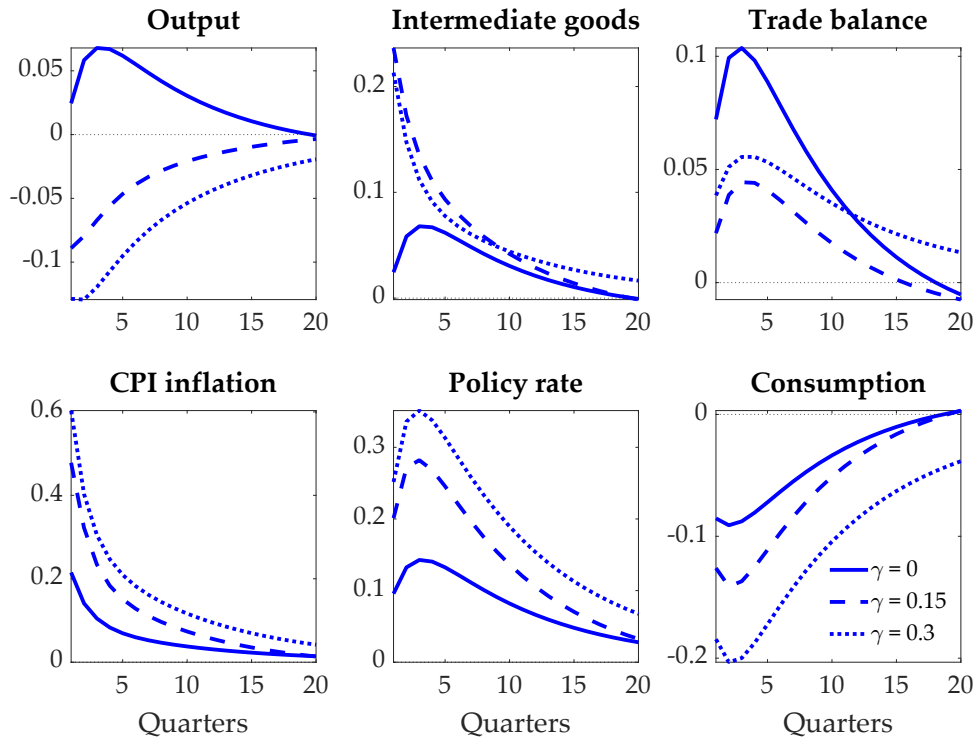 Output
Intermediate goods
Trade balance
0.05
0
-0.05
-0.1
5 10 15 20
0.2
0.1
0
5 10 15 20
0.1
0.05
0
5 10 15 20
CPI inflation
Policy rate
Consumption
0.6
0.4
0.2
0
5 10 15 20
Quarters
0.3
0.2
0.1
0
5 10 15 20
Quarters
0
-0.1
-0.2
γ = 0
γ = 0.15
γ = 0.3
5 10 15 20
Quarters